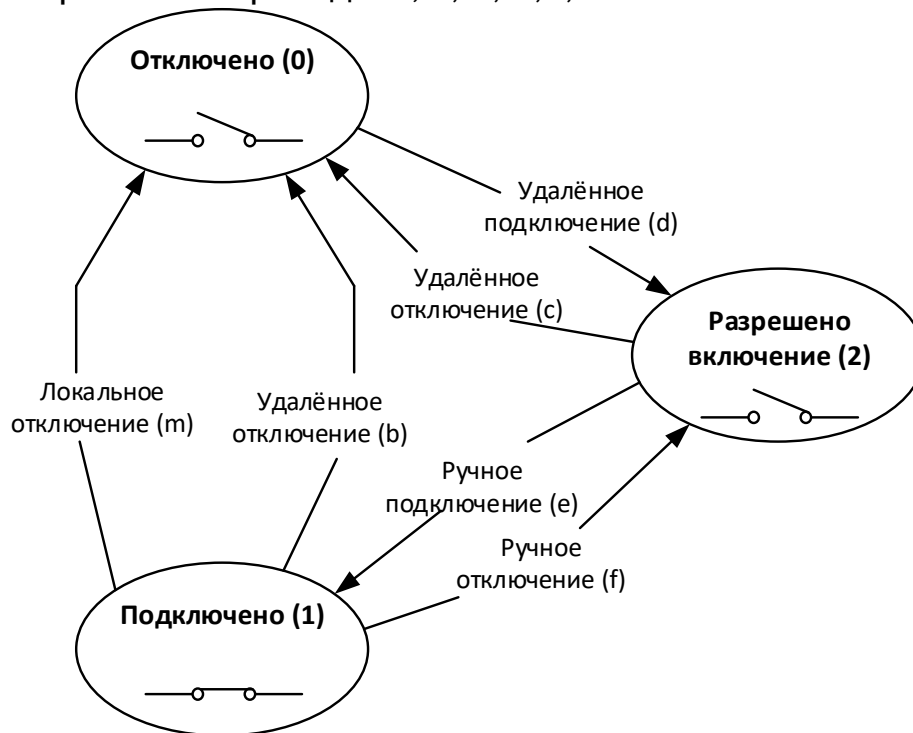 Отключено (0)
Удалённое
подключение (d)
Удалённое
отключение (c)
Разрешено
включение (2)
Локальное
отключение (m)
Удалённое
отключение (b)
Ручное
подключение (e)
Ручное
отключение (f)
Подключено (1)